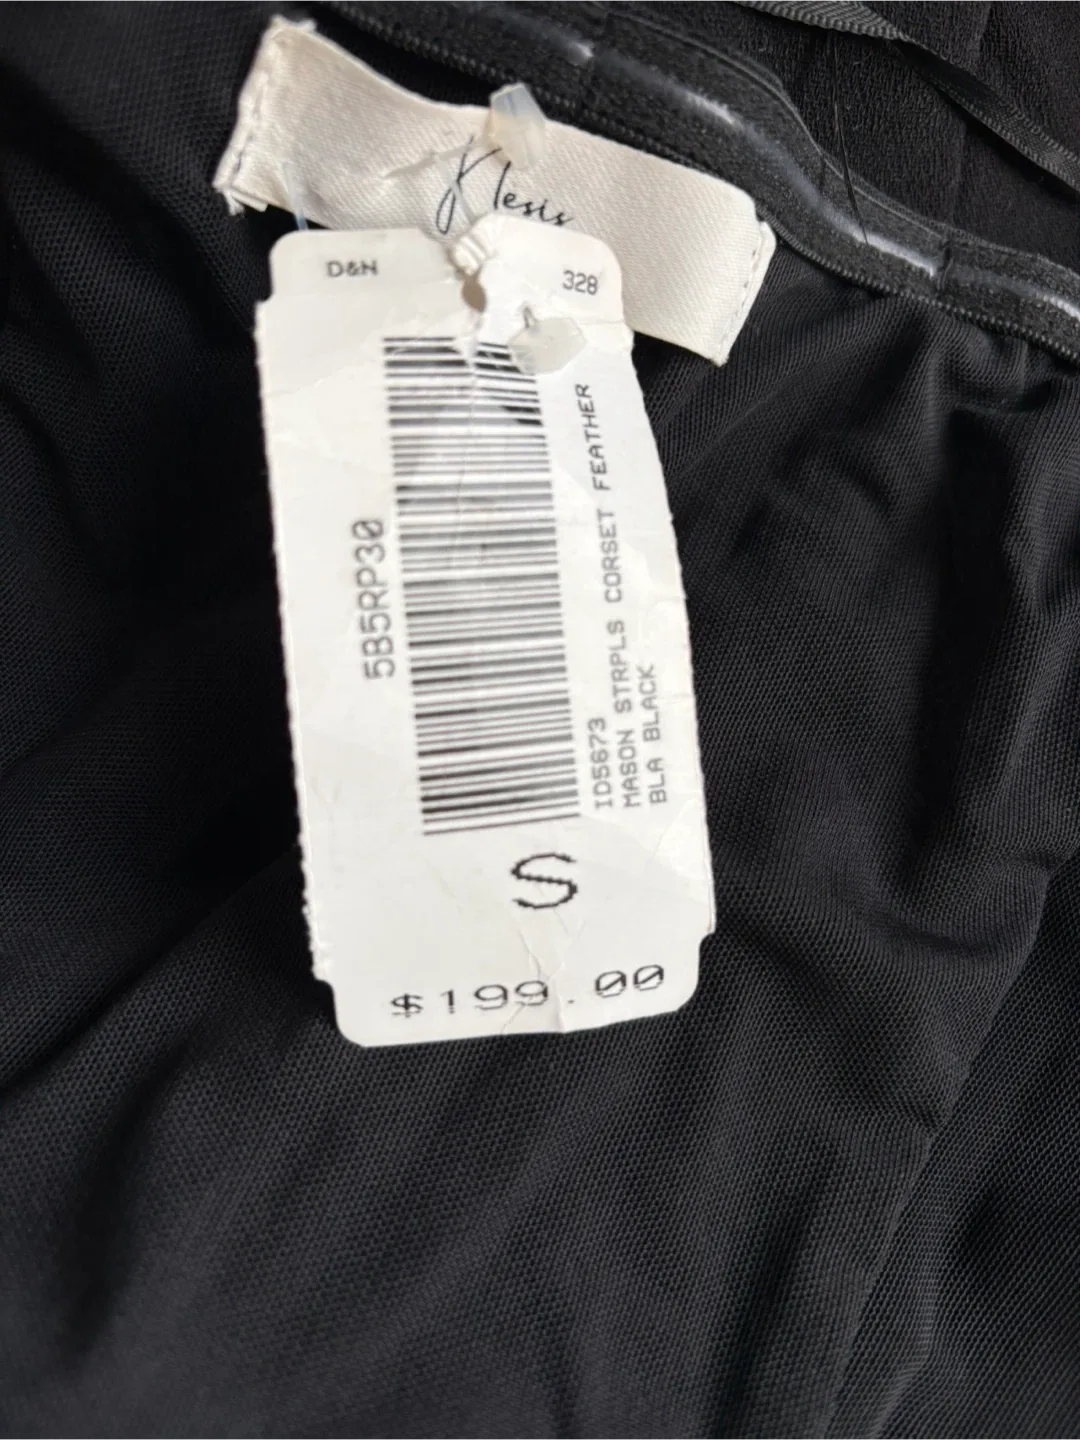 Klesis
D&N
328
5B5RP30
ID5673
MASON STRPLS CORSET FEATHER
BLA BLACK
S
$199.00